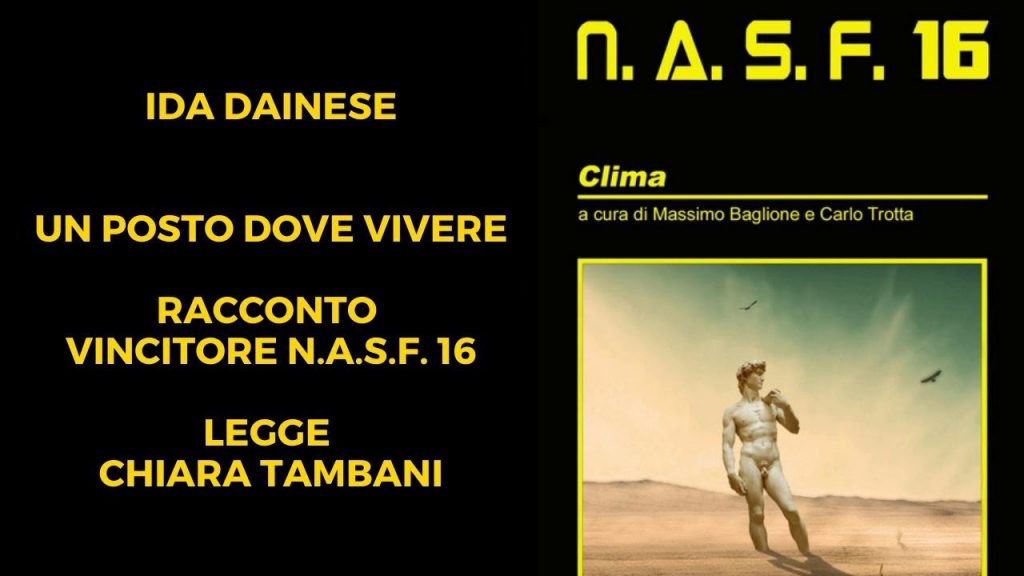 IDA DAINESE
UN POSTO DOVE VIVERE
RACCONTO
VINCITORE N.A.S.F. 16
LEGGE
CHIARA TAMBANI
N. A. S. F. 16
Clima
a cura di Massimo Baglione e Carlo Trotta